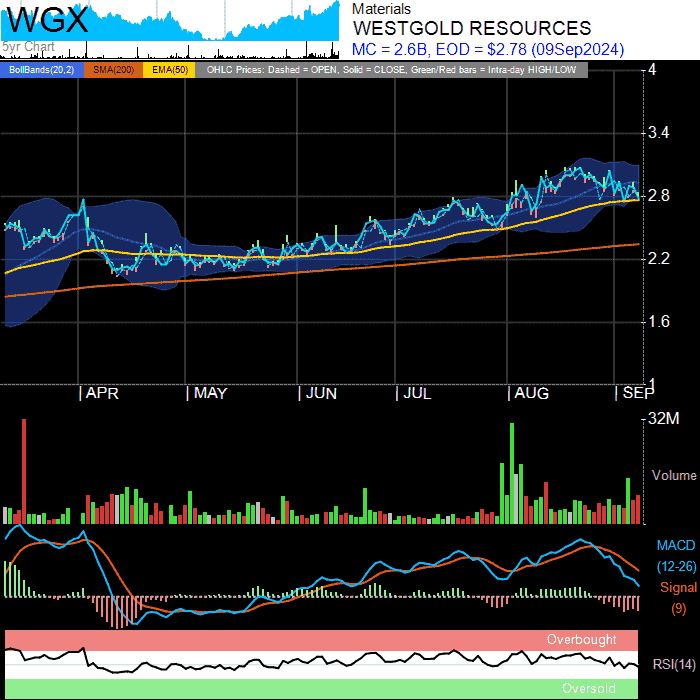 WGX
5yr Chart
Materials
WESTGOLD RESOURCES
MC = 2.6B, EOD = $2.78 (09Sep2024)
BollBands(20,2) SMA(200) EMA(50) OHLC Prices: Dashed = OPEN, Solid = CLOSE, Green/Red bars = Intra-day HIGH/LOW
4
3.4
2.8
2.2
1.6
1
APR MAY JUN JUL AUG SEP
32M
Volume
MACD
(12-26)
Signal
(9)
Overbought
RSI(14)
Oversold